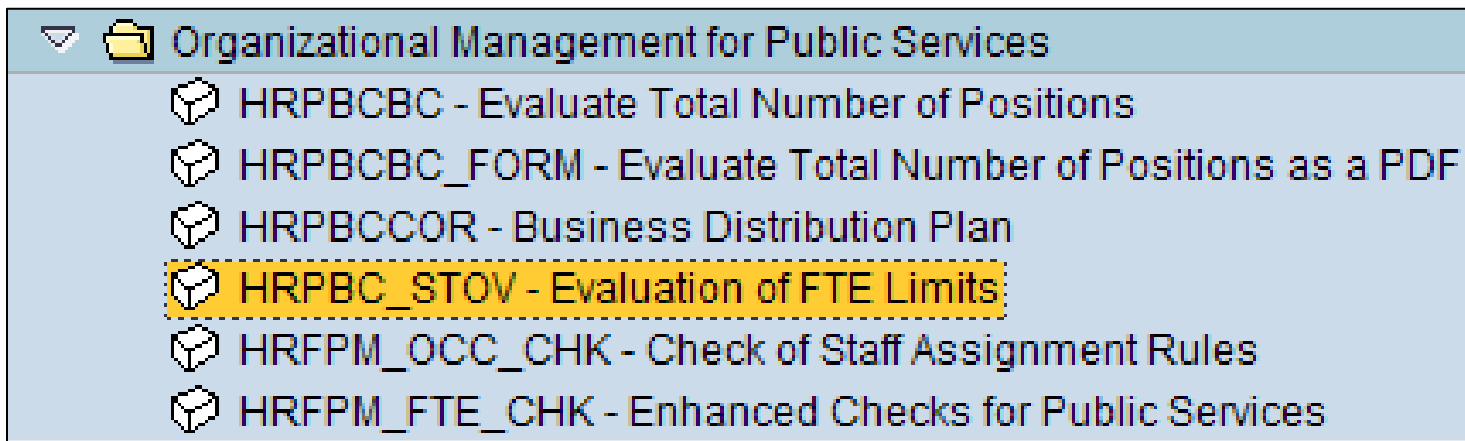 Organizational Management for Public Services
HRPBCBC - Evaluate Total Number of Positions
HRPBCBC_FORM - Evaluate Total Number of Positions as a PDF
HRPBCCOR - Business Distribution Plan
HRPBC_STOV - Evaluation of FTE Limits
HRFPM_OCC_CHK - Check of Staff Assignment Rules
HRFPM_FTE_CHK - Enhanced Checks for Public Services